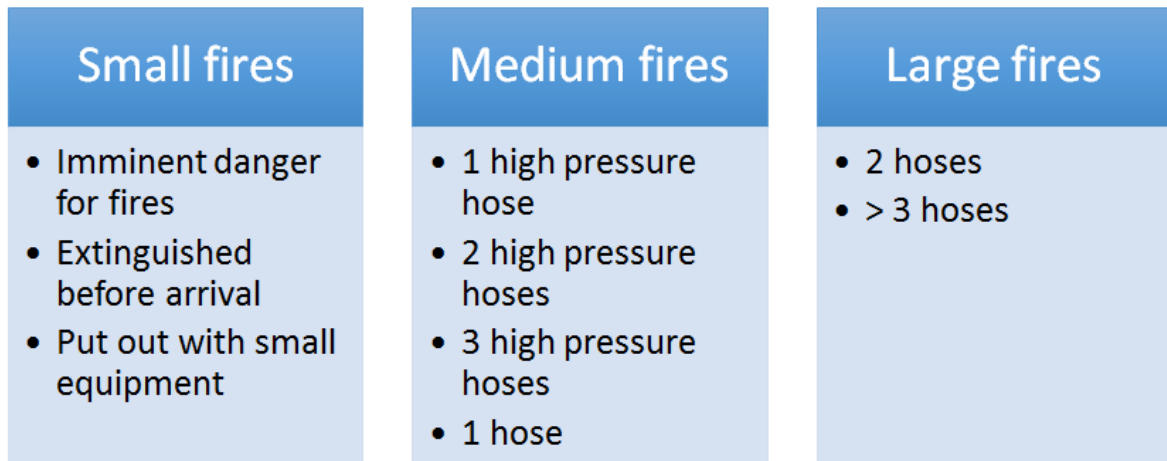 Small fires
• Imminent danger
for fires
• Extinguished
before arrival
• Put out with small
equipment
Medium fires
• 1 high pressure
hose
• 2 high pressure
hoses
• 3 high pressure
hoses
• 1 hose
Large fires
• 2 hoses
• > 3 hoses